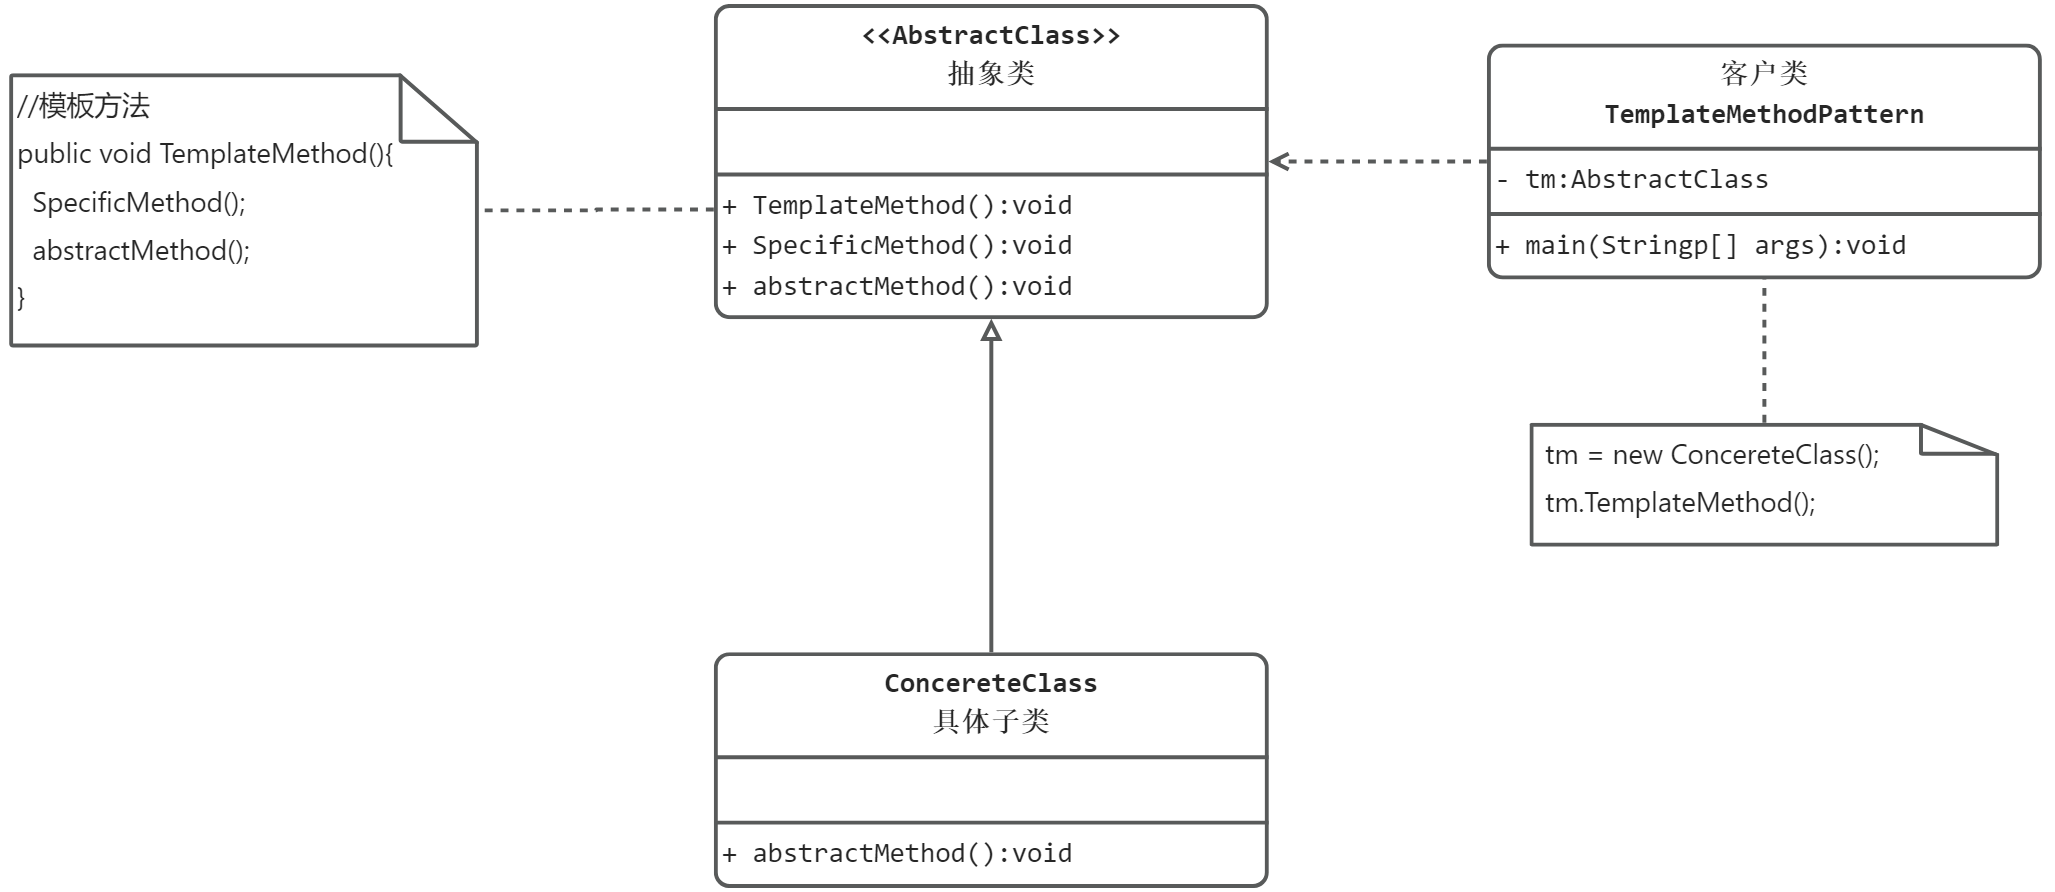 //模板方法
public void TemplateMethod(){
SpecificMethod();
abstractMethod();
}
<<AbstractClass>>
抽象类
+ TemplateMethod():void
+ SpecificMethod():void
+ abstractMethod():void
客户类
TemplateMethodPattern
- tm:AbstractClass
+ main(Stringp[] args):void
tm = new ConcereteClass();
tm.TemplateMethod();
ConcereteClass
具体子类
+ abstractMethod():void